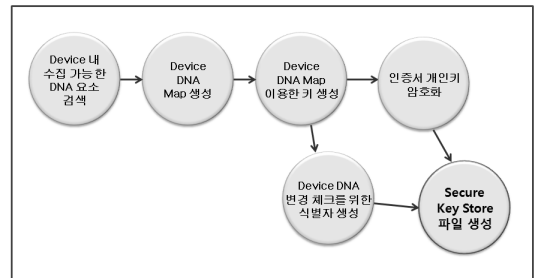 Device 내
수집 가능한
DNA 요소
검색
Device
DNA
Map 생성
Device
DNA Map
이용한 키 생성
인증서 개인키
암호화
Device DNA
변경 체크를 위한
식별자 생성
Secure
Key Store
파일 생성